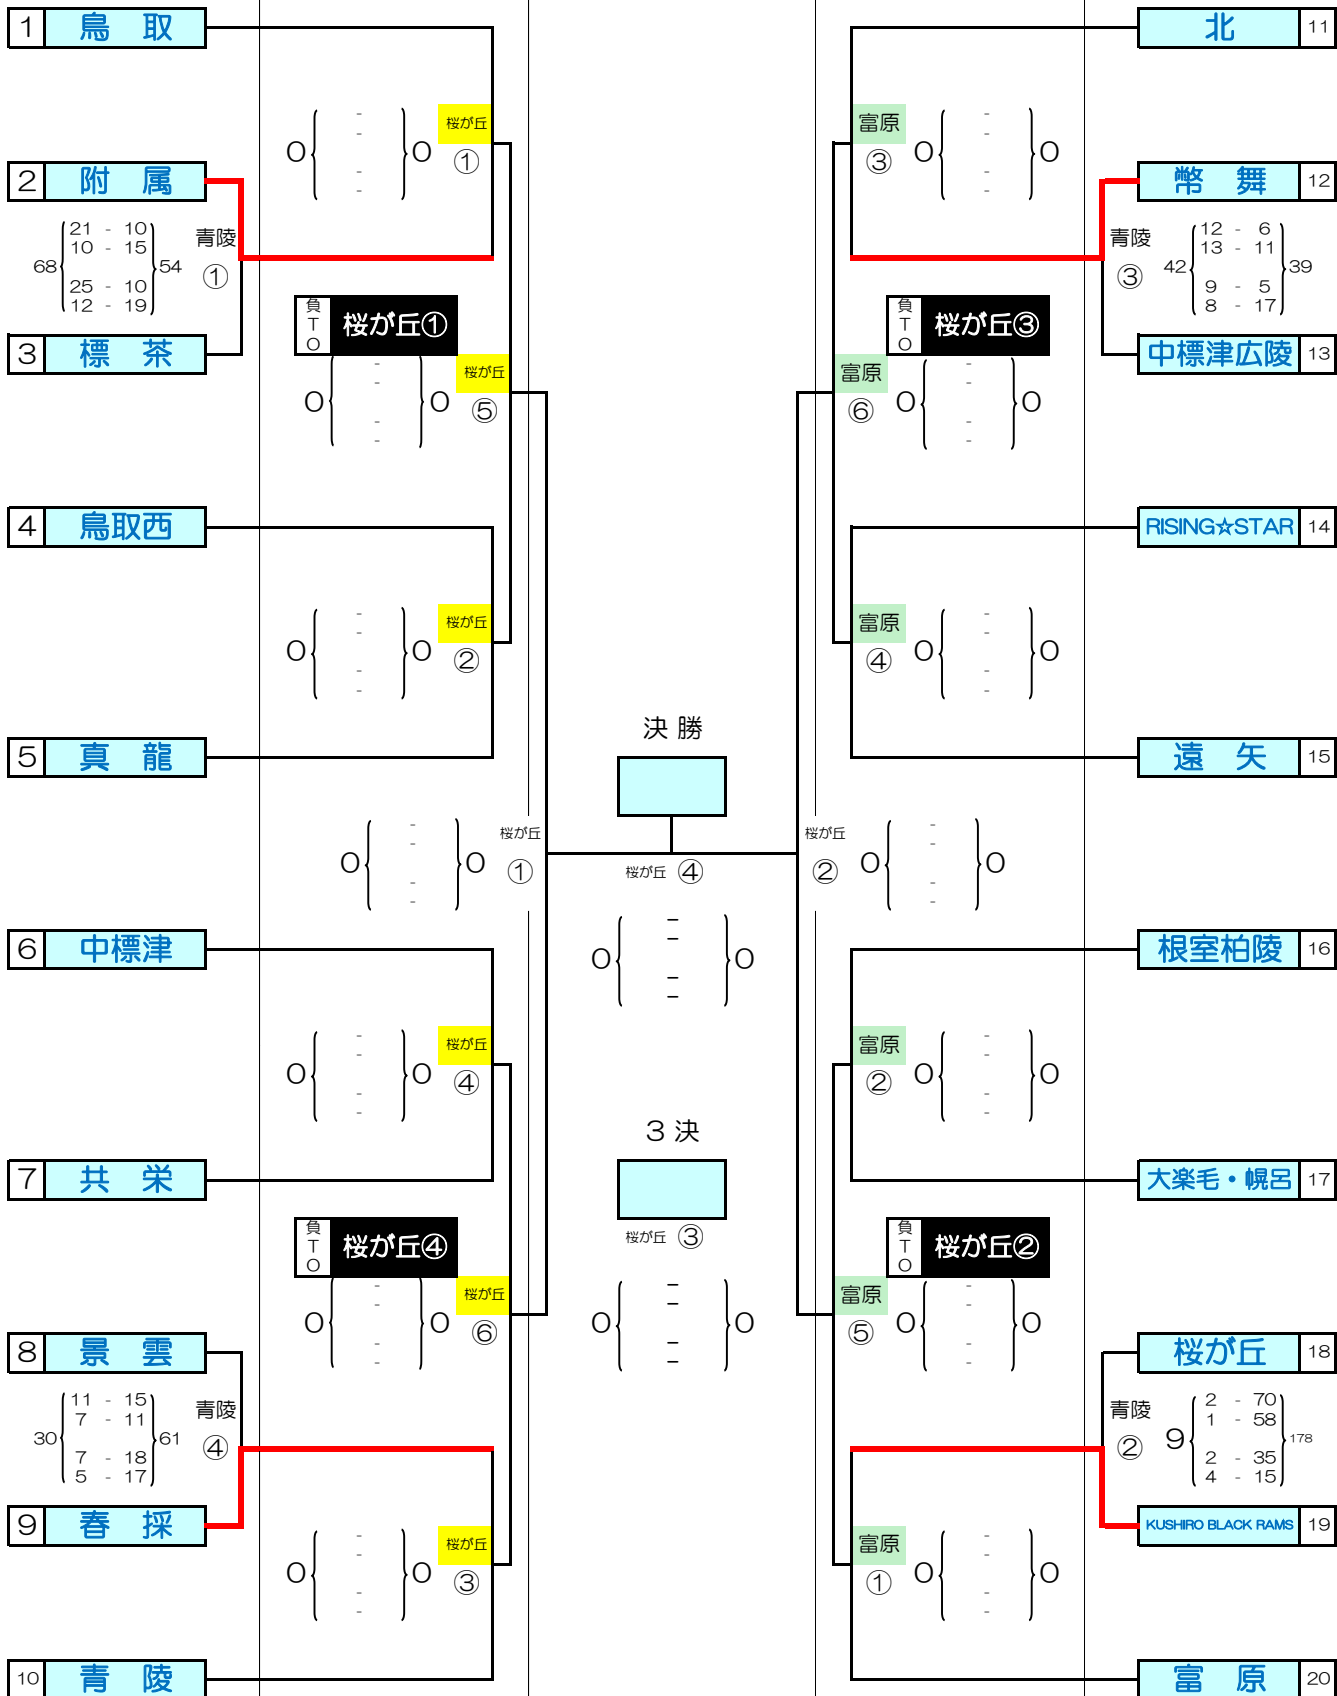 1 鳥 取
北 11
桜が丘
①
0 - - - - 0
富原
③
0 - - - - 0
2 附 属
幣 舞 12
68
21 - 10
10 - 15
25 - 10
12 - 19
54
青陵
①
青陵
③
42
12 - 6
13 - 11
9 - 5
8 - 17
39
3 標 茶
中標津広陵 13
負TO 桜が丘①
負TO 桜が丘③
0 - - - - 0
桜が丘
⑤
富原
⑥
0 - - - - 0
4 鳥取西
RISING☆STAR 14
0 - - - - 0
桜が丘
②
富原
④
0 - - - - 0
5 真 龍
遠 矢 15
決 勝
0 - - - - 0
桜が丘
①
桜が丘 ④
桜が丘
②
0 - - - - 0
0 - - - - 0
6 中標津
根室柏陵 16
0 - - - - 0
桜が丘
④
富原
②
0 - - - - 0
3 決
7 共 栄
大楽毛・幌呂 17
桜が丘 ③
0 - - - - 0
負TO 桜が丘④
負TO 桜が丘②
0 - - - - 0
桜が丘
⑥
富原
⑤
0 - - - - 0
8 景 雲
桜が丘 18
30
11 - 15
7 - 11
7 - 18
5 - 17
61
青陵
④
青陵
②
9
2 - 70
1 - 58
2 - 35
4 - 15
178
9 春 採
KUSHIRO BLACK RAMS 19
0 - - - - 0
桜が丘
③
富原
①
0 - - - - 0
10 青 陵
富 原 20